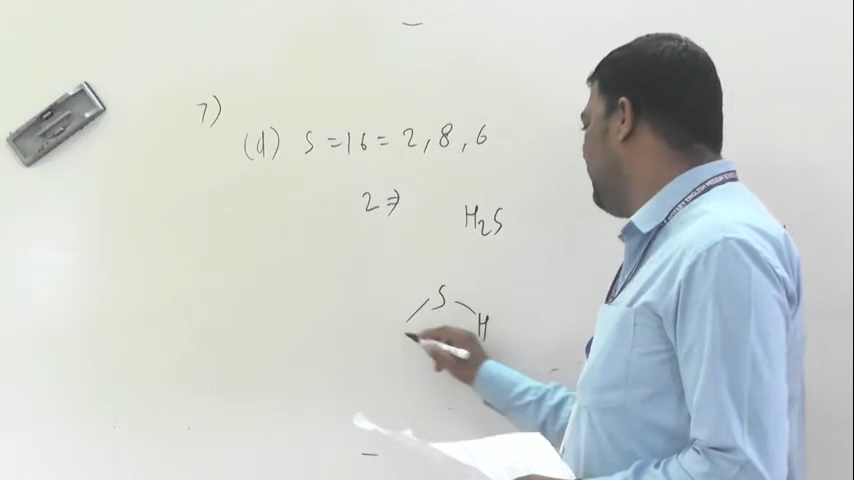 7)
(d) S = 16 = 2, 8, 6
2 ⇒
H₂S
S
H